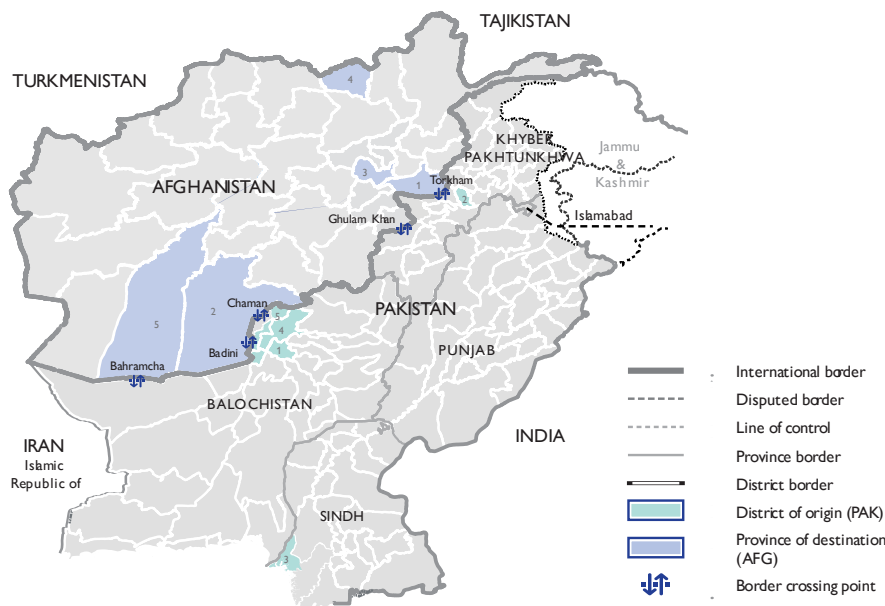 TAJIKISTAN
TURKMENISTAN
4
KHYBER
PAKHTUNKHWA
Jammu
&
Kashmir
3
1
Torkham
AFGHANISTAN
2
Islamabad
Ghulam Khan
Chaman
2
5
PAKISTAN
5
4
Badini
1
PUNJAB
Bahramcha
International border
BALOCHISTAN
Disputed border
INDIA
IRAN
Islamic
Republic of
Line of control
Province border
District border
SINDH
District of origin (PAK)
3
Province of destination
(AFG)
Border crossing point